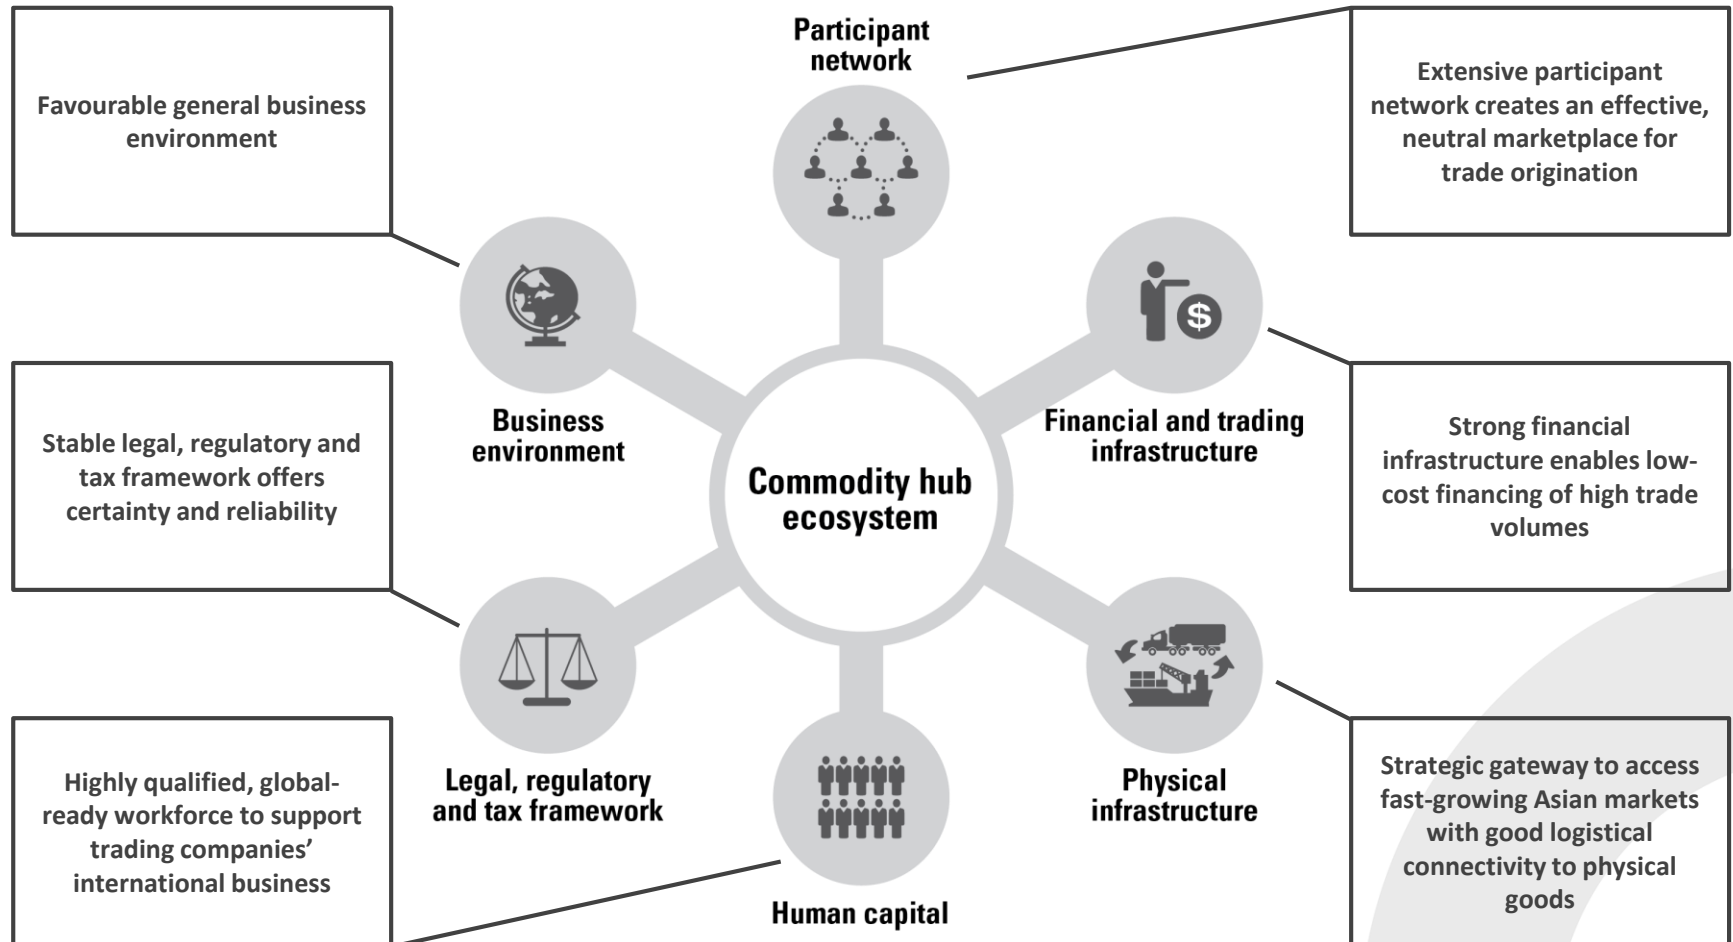 Participant
network
Favourable general business
environment
Extensive participant
network creates an effective,
neutral marketplace for
trade origination
$
Business
environment
Financial and trading
infrastructure
Stable legal, regulatory and
tax framework offers
certainty and reliability
Commodity hub
ecosystem
Strong financial
infrastructure enables low-
cost financing of high trade
volumes
Legal, regulatory
and tax framework
Physical
infrastructure
Highly qualified, global-
ready workforce to support
trading companies’
international business
Human capital
Strategic gateway to access
fast-growing Asian markets
with good logistical
connectivity to physical
goods